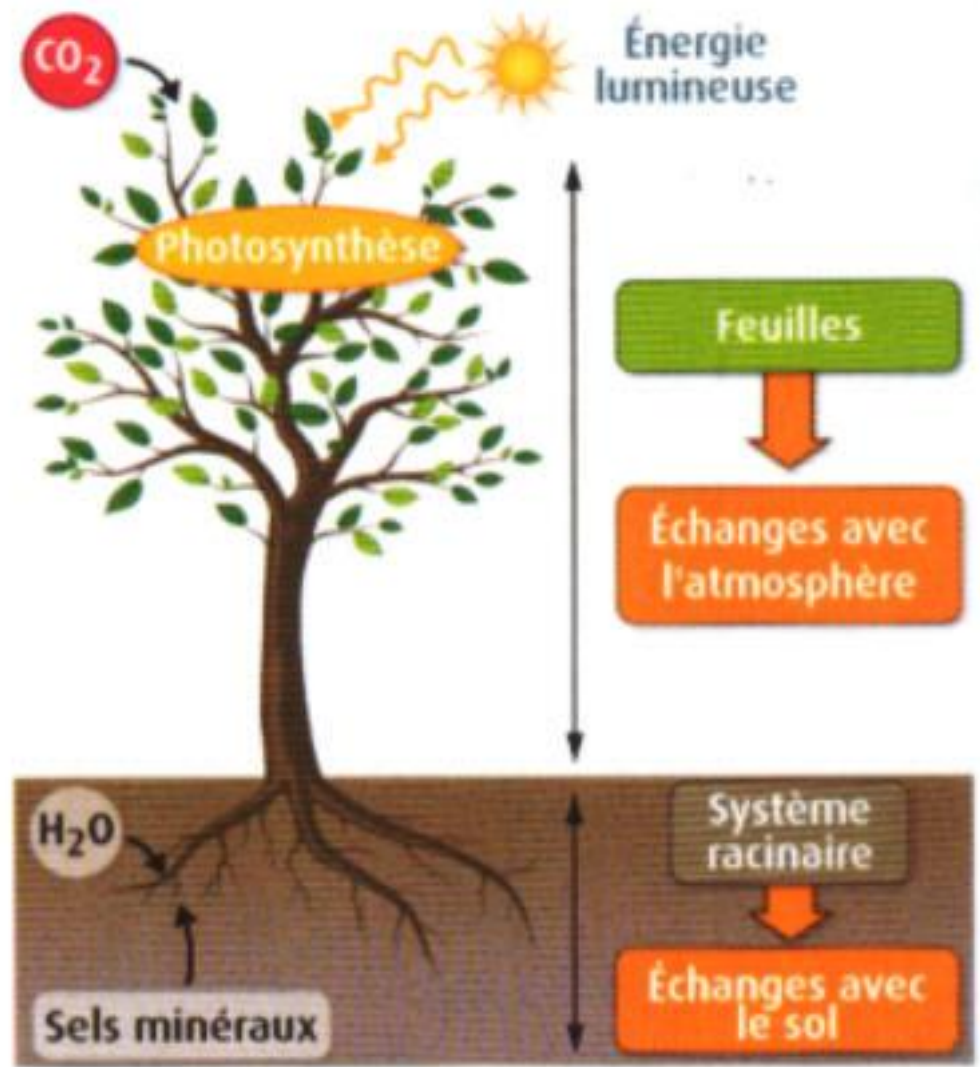 CO₂
Énergie
lumineuse
Photosynthèse
Feuilles
Échanges avec
l'atmosphère
H₂O
Système
racinaire
Sels minéraux
Échanges avec
le sol